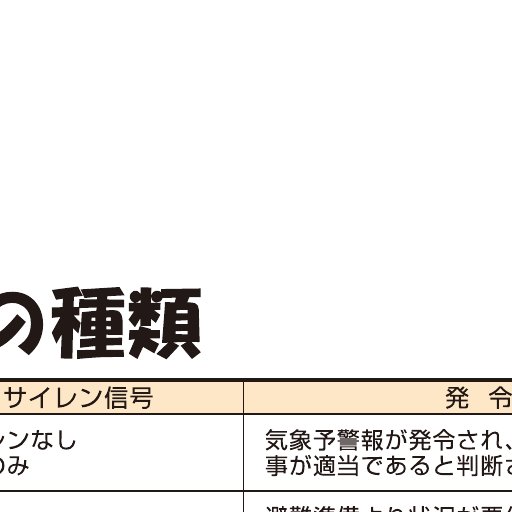 の種類
サイレン信号
発 令
レンなし
のみ
気象予警報が発令され、
事が適当であると判断さ